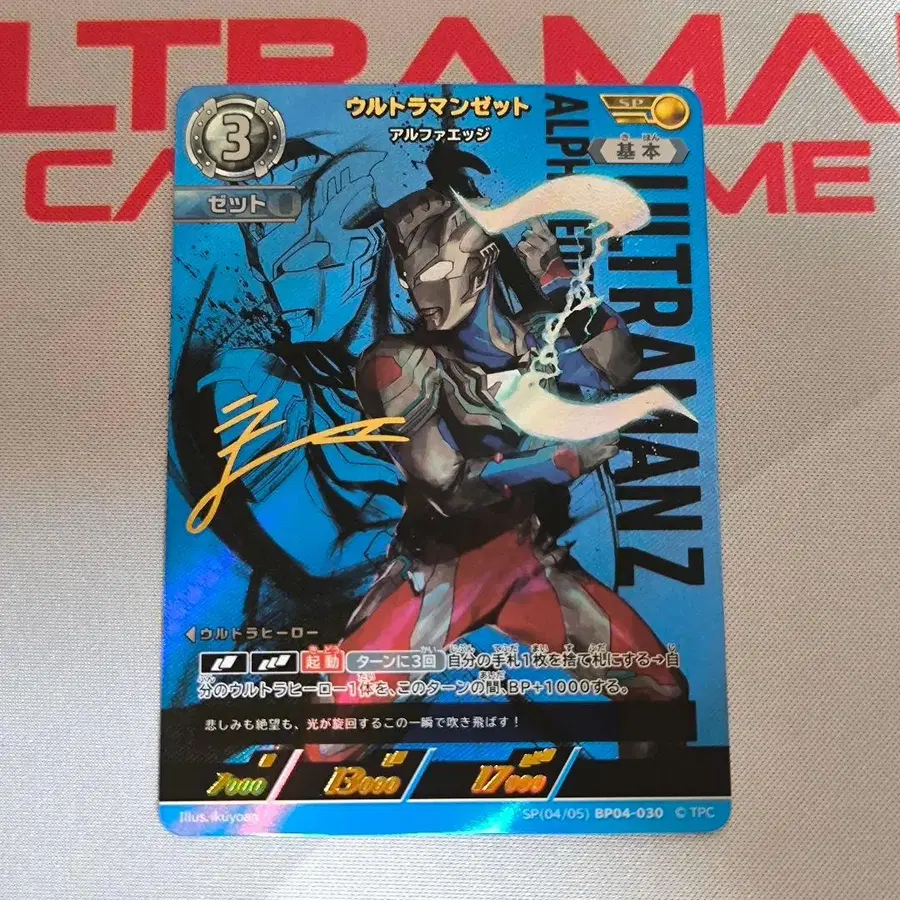 ULTRAMAN
CA ME
3
ウルトラマンゼット
アルファエッジ
SP
きほん
基本
ゼット
ALPH EDG
ULTRAMAN Z
ウルトラヒーロー
起動 ターンに3回 自分の手札1枚を捨て札にする→自
分のウルトラヒーロー1体を、このターンの間、BP+1000する。
悲しみも絶望も、光が旋回するこの一瞬で吹き飛ばす!
7000 13000 17000
Illus. ikuyoan SP(04/05) BP04-030 © TPC